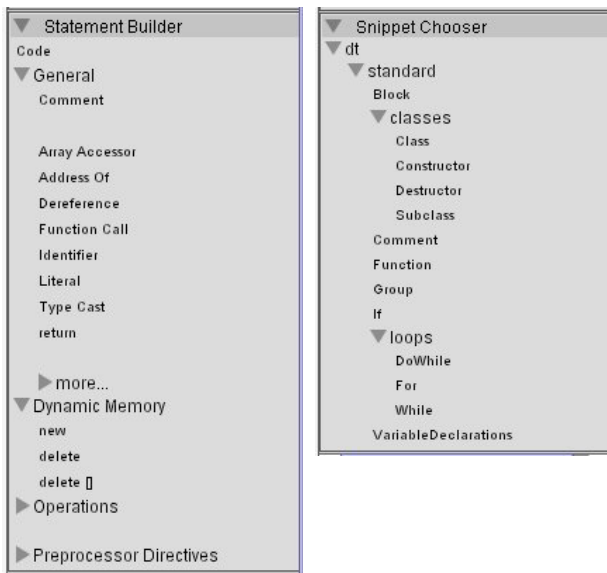 Statement Builder
Code
General
Comment
Array Accessor
Address Of
Dereference
Function Call
Identifier
Literal
Type Cast
return
more...
Dynamic Memory
new
delete
delete []
Operations
Preprocessor Directives
Snippet Chooser
dt
standard
Block
classes
Class
Constructor
Destructor
Subclass
Comment
Function
Group
If
loops
DoWhile
For
While
VariableDeclarations